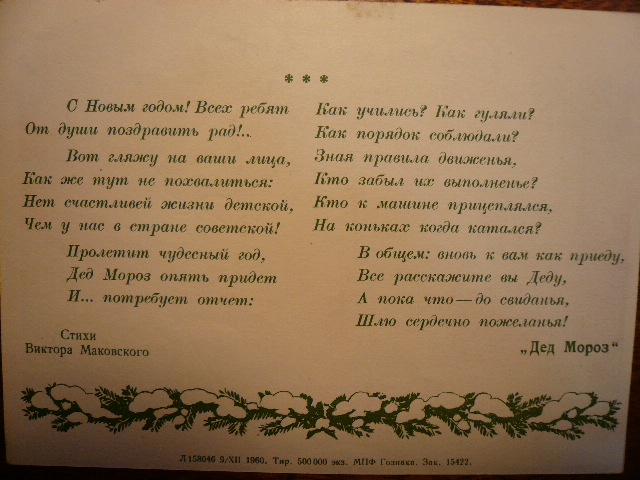 * * *
С Новым годом! Всех ребят
От души поздравить рад!..
Вот гляжу на ваши лица,
Как же тут не похвалиться:
Нет счастливей жизни детской,
Чем у нас в стране советской!
Пролетит чудесный год,
Дед Мороз опять придет
И... потребует отчет:
Как учились? Как гуляли?
Как порядок соблюдали?
Зная правила движенья,
Кто забыл их выполненье?
Кто к машине прицеплялся,
На коньках когда катался?
В общем: вновь к вам как приеду,
Все расскажите вы Деду,
А пока что — до свиданья,
Шлю сердечно пожеланья!
Стихи
Виктора Маковского
„Дед Мороз“
Л 158046 9/XII 1960. Тир. 500 000 экз. МПФ Гознака. Зак. 15422.